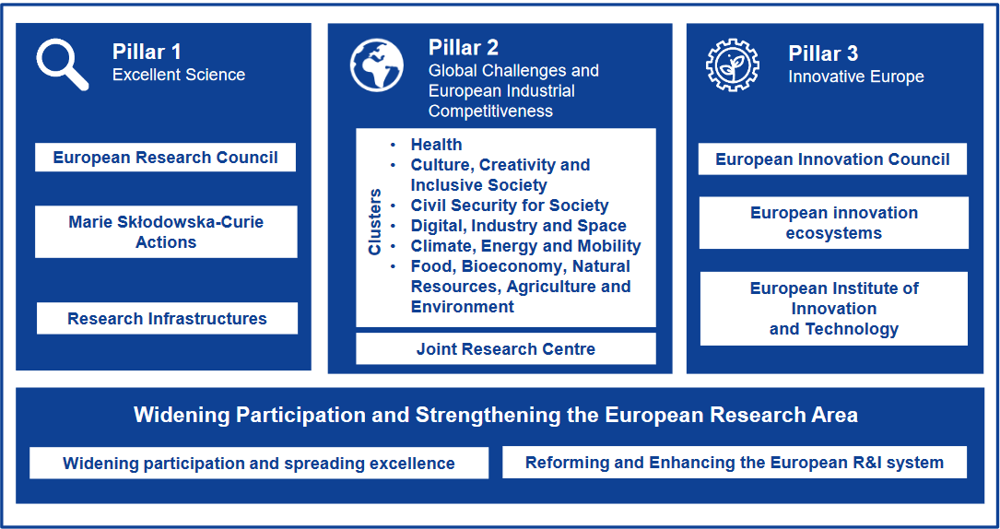 Pillar 1
Excellent Science
European Research Council
Marie Skłodowska-Curie
Actions
Research Infrastructures
Pillar 2
Global Challenges and
European Industrial
Competitiveness
Clusters
• Health
• Culture, Creativity and
Inclusive Society
• Civil Security for Society
• Digital, Industry and Space
• Climate, Energy and Mobility
• Food, Bioeconomy, Natural
Resources, Agriculture and
Environment
Joint Research Centre
Pillar 3
Innovative Europe
European Innovation Council
European innovation
ecosystems
European Institute of
Innovation
and Technology
Widening Participation and Strengthening the European Research Area
Widening participation and spreading excellence
Reforming and Enhancing the European R&I system